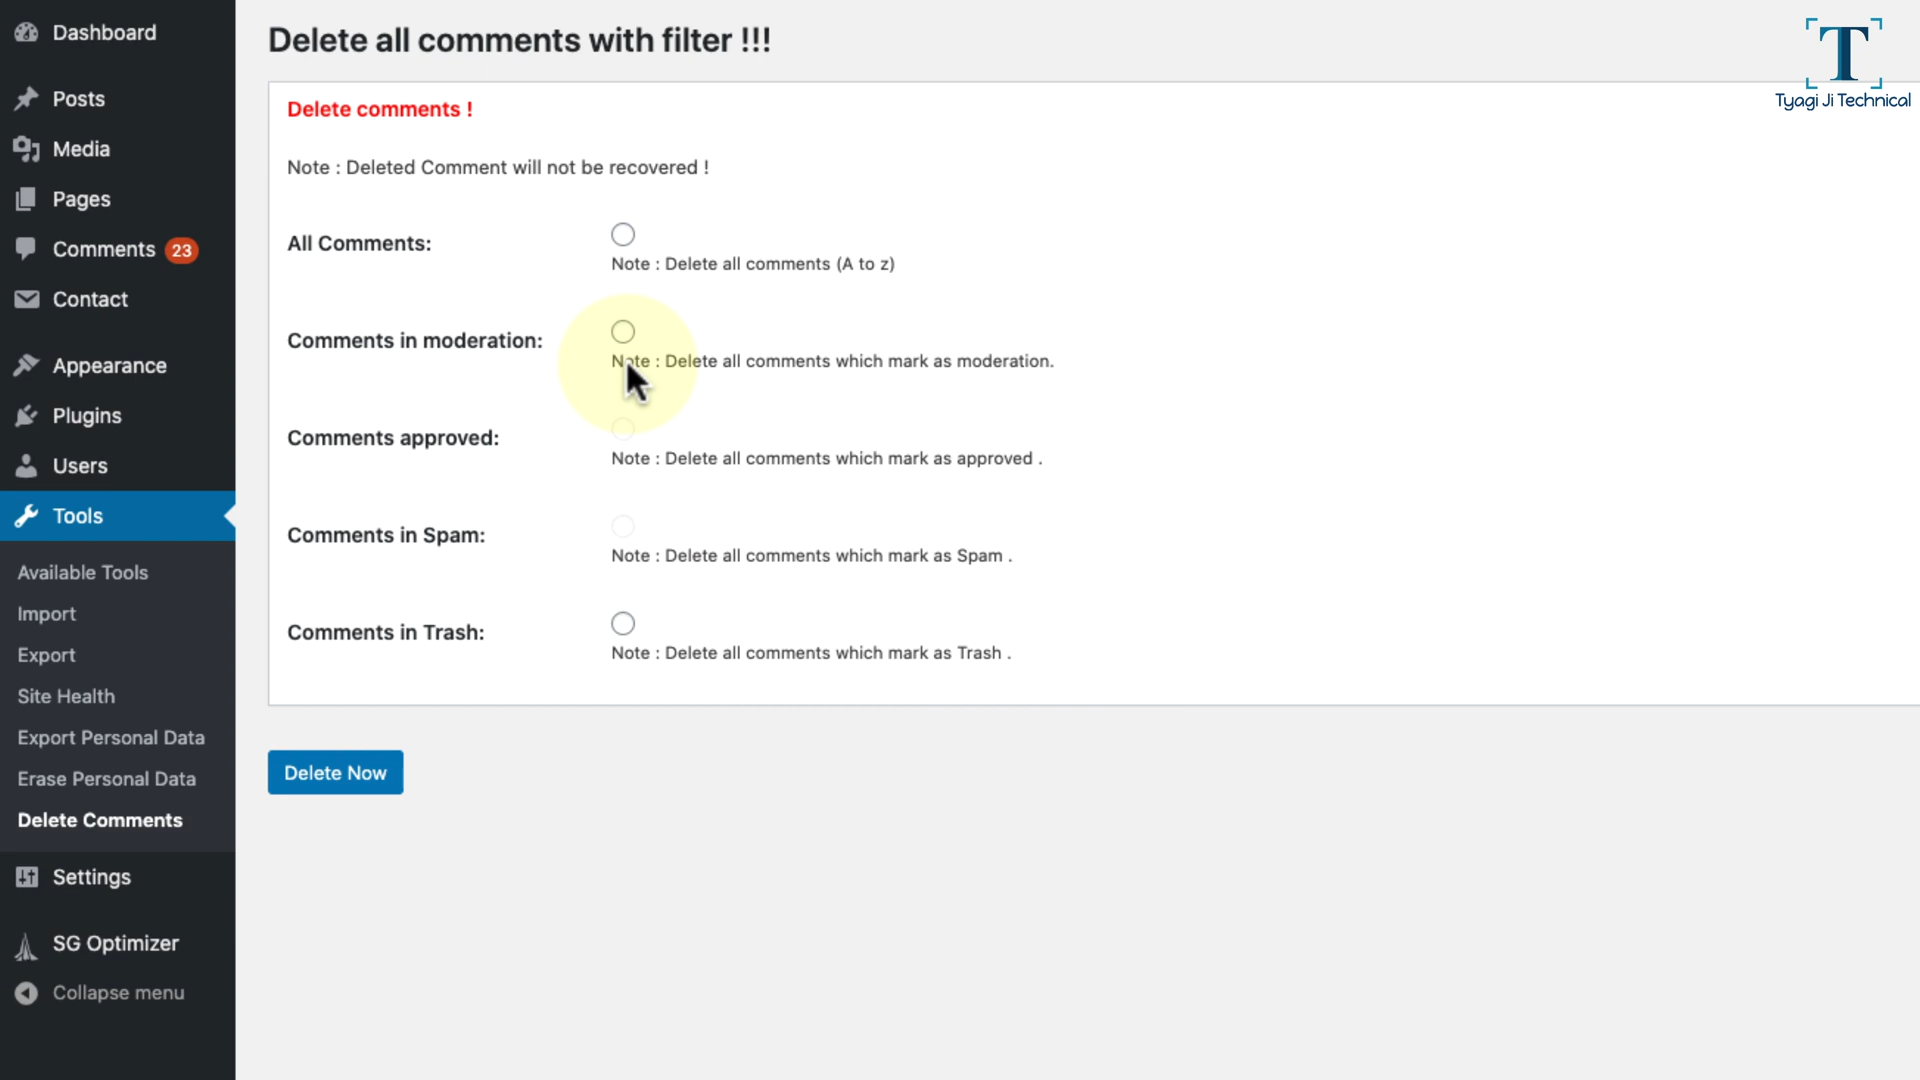 Dashboard
Posts
Media
Pages
Comments 23
Contact
Appearance
Plugins
Users
Tools
Available Tools
Import
Export
Site Health
Export Personal Data
Erase Personal Data
Delete Comments
Settings
SG Optimizer
Collapse menu
Delete all comments with filter !!!
Delete comments !
Note : Deleted Comment will not be recovered !
All Comments:
Note : Delete all comments (A to z)
Comments in moderation:
Note : Delete all comments which mark as moderation.
Comments approved:
Note : Delete all comments which mark as approved .
Comments in Spam:
Note : Delete all comments which mark as Spam .
Comments in Trash:
Note : Delete all comments which mark as Trash .
Delete Now
T
Tyagi Ji Technical